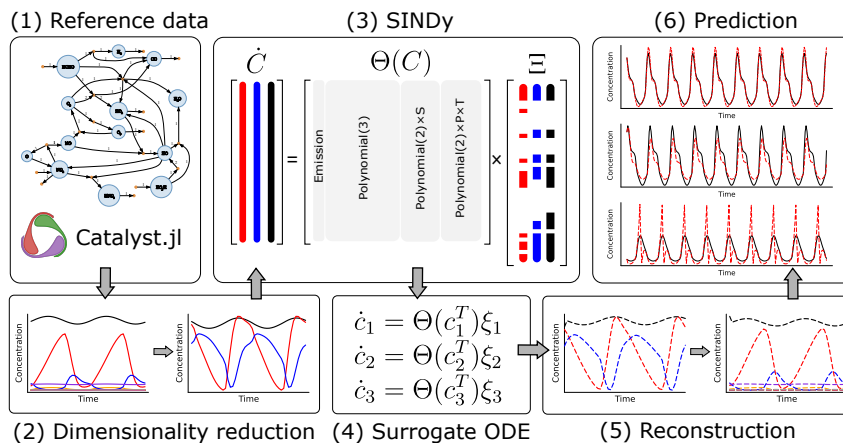 (1) Reference data
Catalyst.jl
(2) Dimensionality reduction
Concentration
Time
Concentration
Time
(3) SINDy
Ċ
Θ(C)
Ξ
=
Emission
Polynomial(3)
Polynomial(2)×S
Polynomial(2)×P×T
×
(4) Surrogate ODE
ċ₁ = Θ(c₁ᵀ)ξ₁
ċ₂ = Θ(c₂ᵀ)ξ₂
ċ₃ = Θ(c₃ᵀ)ξ₃
(5) Reconstruction
Concentration
Time
Concentration
Time
(6) Prediction
Concentration
Time
Concentration
Time
Concentration
Time